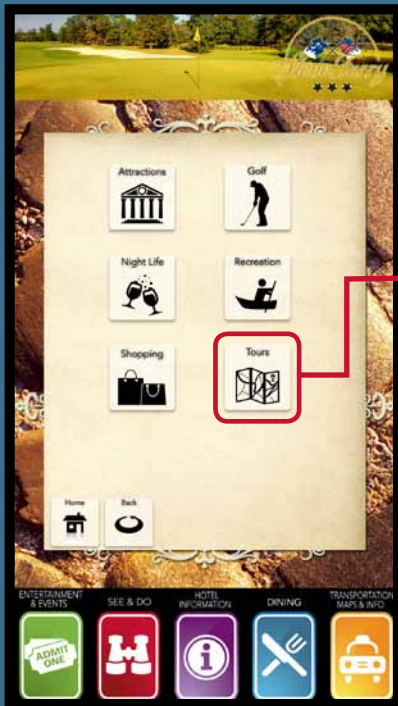 Attractions
Golf
Night Life
Recreation
Shopping
Tours
Home
Back
ENTERTAINMENT
& EVENTS
SEE & DO
HOTEL
INFORMATION
DINING
TRANSPORTATION
MAPS & INFO
ADMIT
ONE